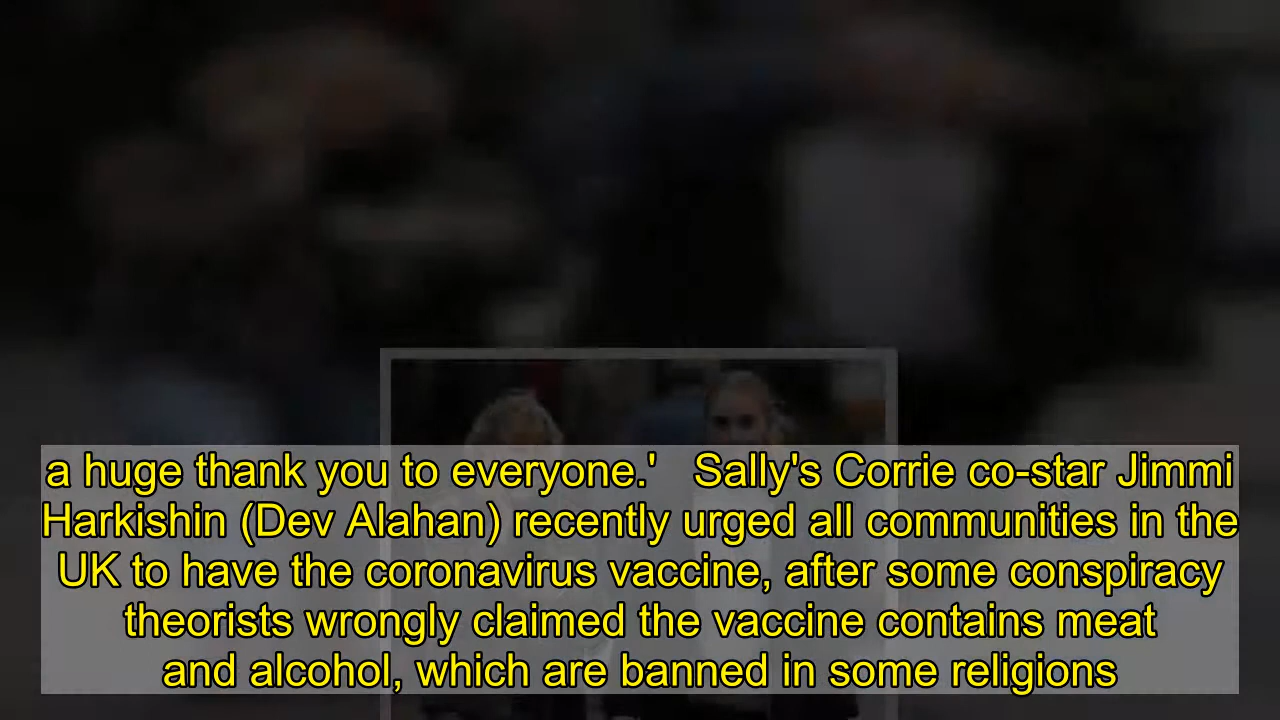 a huge thank you to everyone.'   Sally's Corrie co-star Jimmi
Harkishin (Dev Alahan) recently urged all communities in the
UK to have the coronavirus vaccine, after some conspiracy
theorists wrongly claimed the vaccine contains meat
and alcohol, which are banned in some religions